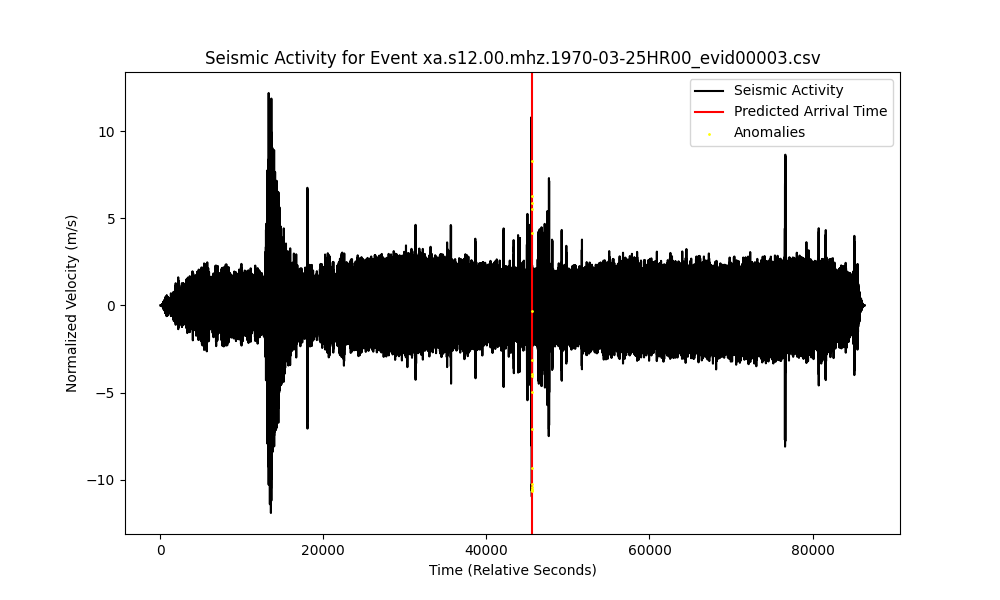 Seismic Activity for Event xa.s12.00.mhz.1970-03-25HR00_evid00003.csv
Seismic Activity
Predicted Arrival Time
Anomalies
Normalized Velocity (m/s)
10
5
0
−5
−10
0 20000 40000 60000 80000
Time (Relative Seconds)